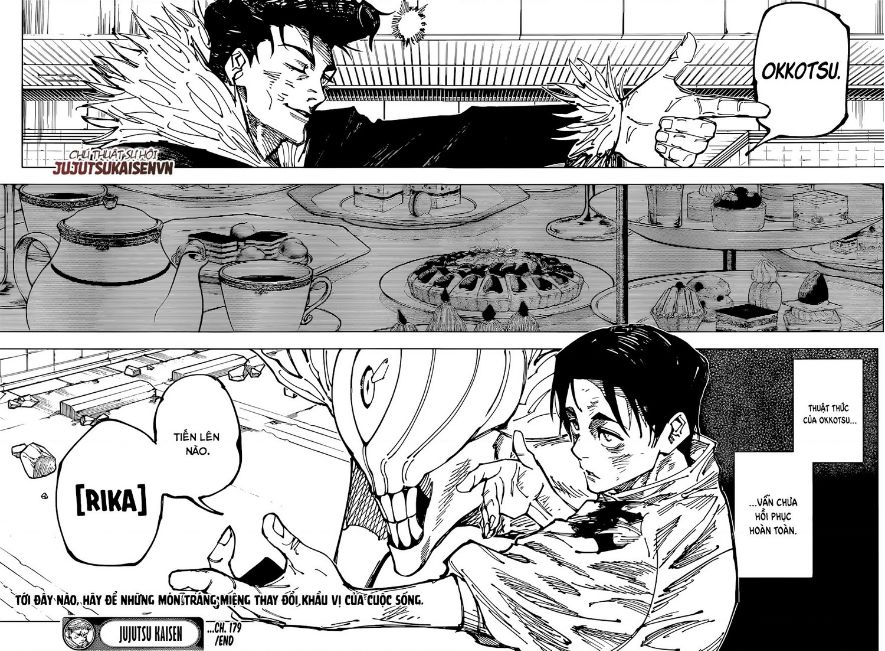 OKKOTSU.
CHÚ THUẬT SƯ HỘI
JUJUTSUKAISENVN
THUẬT THỨC
CỦA OKKOTSU...
...VẪN CHƯA
HỒI PHỤC
HOÀN TOÀN.
TIẾN LÊN
NÀO.
[RIKA]
TỚI ĐÂY NÀO, HÃY ĐỂ NHỮNG MÓN TRÁNG MIỆNG THAY ĐỔI KHẨU VỊ CỦA CUỘC SỐNG.
JUJUTSU KAISEN
...CH. 179
/END